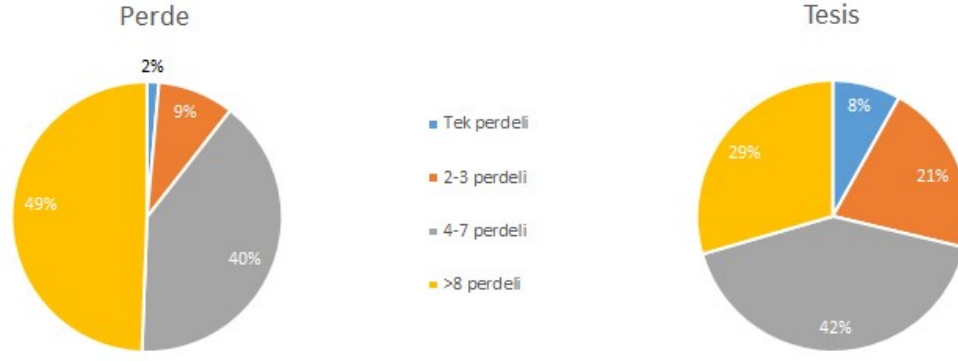 Perde
2%
9%
49%
40%
Tek perdeli
2-3 perdeli
4-7 perdeli
>8 perdeli
Tesis
8%
29%
21%
42%